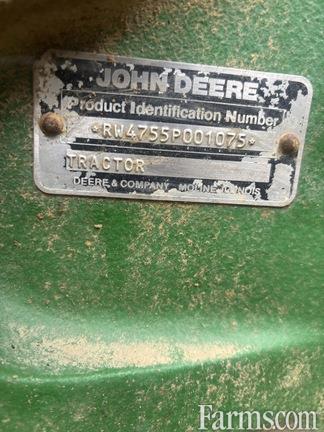 JOHN DEERE
Product Identification Number
*RW4755P001075*
TRACTOR
DEERE & COMPANY MOLINE ILLINOIS
Farms.com